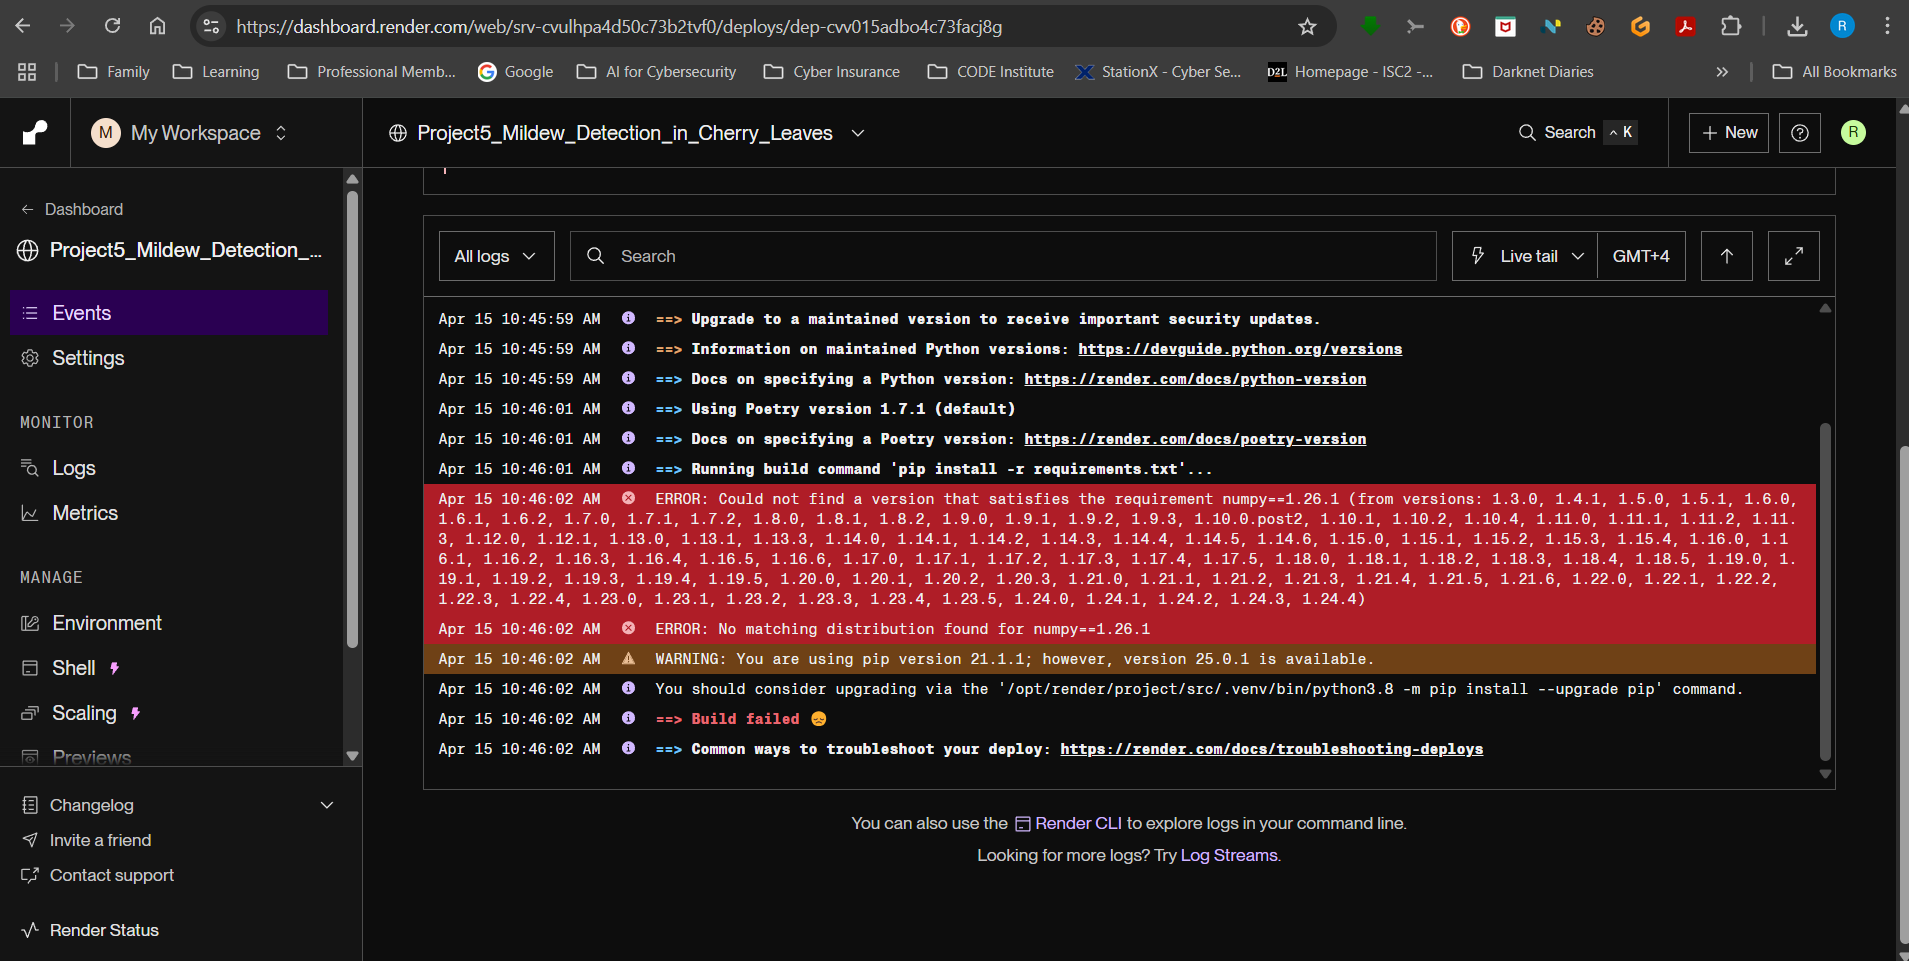 https://dashboard.render.com/web/srv-cvulhpa4d50c73b2tvf0/deploys/dep-cvv015adbo4c73facj8g
R
Family
Learning
Professional Memb...
Google
AI for Cybersecurity
Cyber Insurance
CODE Institute
StationX - Cyber Se...
D2L
Homepage - ISC2 -...
Darknet Diaries
»
All Bookmarks
M
My Workspace
Project5_Mildew_Detection_in_Cherry_Leaves
Search
^ K
+ New
R
← Dashboard
Project5_Mildew_Detection_...
Events
Settings
MONITOR
Logs
Metrics
MANAGE
Environment
Shell
Scaling
Previews
Changelog
Invite a friend
Contact support
Render Status
All logs
Search
Live tail
GMT+4
Apr 15 10:45:59 AM ==> Upgrade to a maintained version to receive important security updates.
Apr 15 10:45:59 AM ==> Information on maintained Python versions: https://devguide.python.org/versions
Apr 15 10:45:59 AM ==> Docs on specifying a Python version: https://render.com/docs/python-version
Apr 15 10:46:01 AM ==> Using Poetry version 1.7.1 (default)
Apr 15 10:46:01 AM ==> Docs on specifying a Poetry version: https://render.com/docs/poetry-version
Apr 15 10:46:01 AM ==> Running build command 'pip install -r requirements.txt'...
Apr 15 10:46:02 AM ERROR: Could not find a version that satisfies the requirement numpy==1.26.1 (from versions: 1.3.0, 1.4.1, 1.5.0, 1.5.1, 1.6.0,
1.6.1, 1.6.2, 1.7.0, 1.7.1, 1.7.2, 1.8.0, 1.8.1, 1.8.2, 1.9.0, 1.9.1, 1.9.2, 1.9.3, 1.10.0.post2, 1.10.1, 1.10.2, 1.10.4, 1.11.0, 1.11.1, 1.11.2, 1.11.
3, 1.12.0, 1.12.1, 1.13.0, 1.13.1, 1.13.3, 1.14.0, 1.14.1, 1.14.2, 1.14.3, 1.14.4, 1.14.5, 1.14.6, 1.15.0, 1.15.1, 1.15.2, 1.15.3, 1.15.4, 1.16.0, 1.1
6.1, 1.16.2, 1.16.3, 1.16.4, 1.16.5, 1.16.6, 1.17.0, 1.17.1, 1.17.2, 1.17.3, 1.17.4, 1.17.5, 1.18.0, 1.18.1, 1.18.2, 1.18.3, 1.18.4, 1.18.5, 1.19.0, 1.
19.1, 1.19.2, 1.19.3, 1.19.4, 1.19.5, 1.20.0, 1.20.1, 1.20.2, 1.20.3, 1.21.0, 1.21.1, 1.21.2, 1.21.3, 1.21.4, 1.21.5, 1.21.6, 1.22.0, 1.22.1, 1.22.2,
1.22.3, 1.22.4, 1.23.0, 1.23.1, 1.23.2, 1.23.3, 1.23.4, 1.23.5, 1.24.0, 1.24.1, 1.24.2, 1.24.3, 1.24.4)
Apr 15 10:46:02 AM ERROR: No matching distribution found for numpy==1.26.1
Apr 15 10:46:02 AM WARNING: You are using pip version 21.1.1; however, version 25.0.1 is available.
Apr 15 10:46:02 AM You should consider upgrading via the '/opt/render/project/src/.venv/bin/python3.8 -m pip install --upgrade pip' command.
Apr 15 10:46:02 AM ==> Build failed 😞
Apr 15 10:46:02 AM ==> Common ways to troubleshoot your deploy: https://render.com/docs/troubleshooting-deploys
You can also use the Render CLI to explore logs in your command line.
Looking for more logs? Try Log Streams.